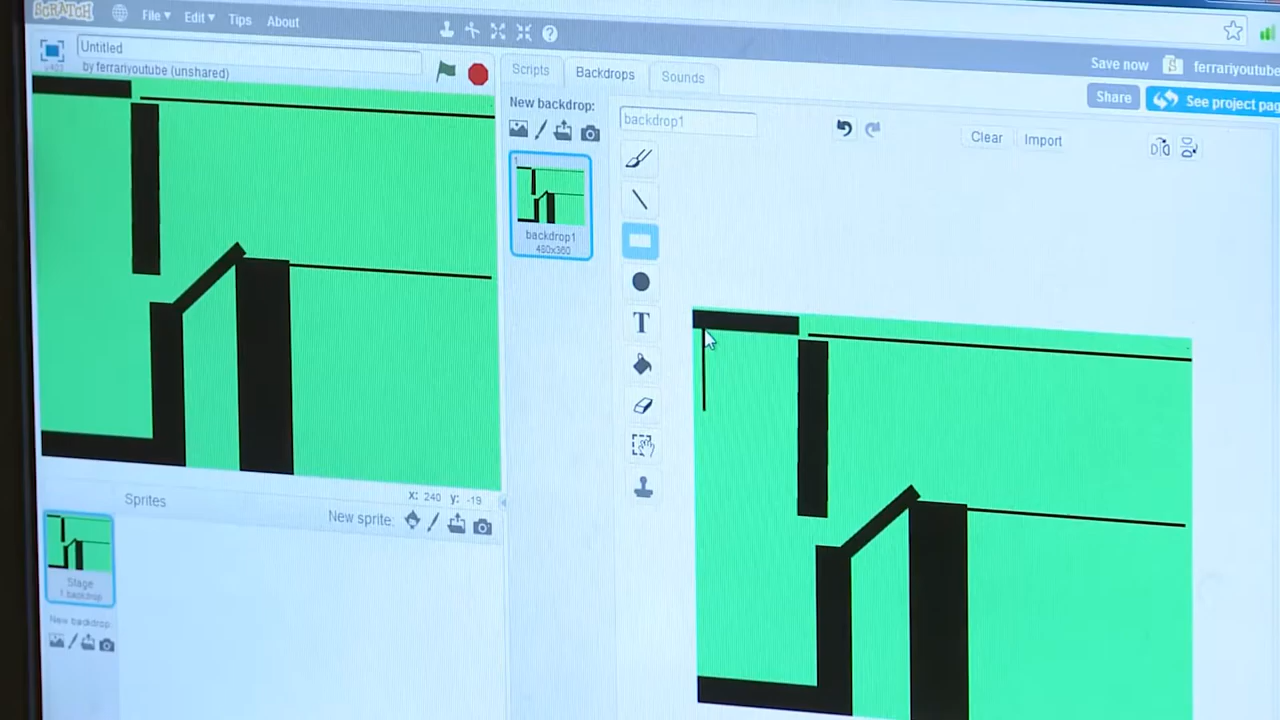 SCRATCH
File▼ Edit▼ Tips About
Untitled
by ferrariyoutube (unshared)
Scripts Backdrops Sounds
Save now ferrariyoutube
Share See project pag
New backdrop:
backdrop1
Clear Import
1
backdrop1
480x360
T
x: 240 y: -19
Sprites
New sprite:
Stage
1 backdrop
New backdrop